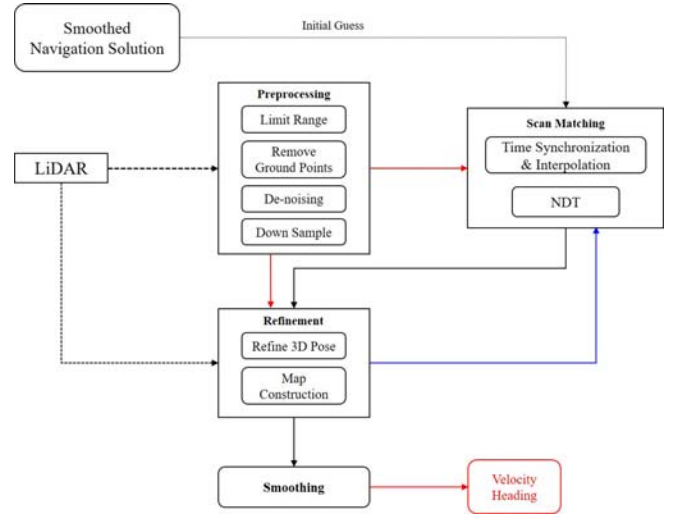 Smoothed
Navigation Solution
Initial Guess
Preprocessing
Limit Range
Remove
Ground Points
De-noising
Down Sample
Scan Matching
Time Synchronization
& Interpolation
NDT
LiDAR
Refinement
Refine 3D Pose
Map
Construction
Smoothing
Velocity
Heading